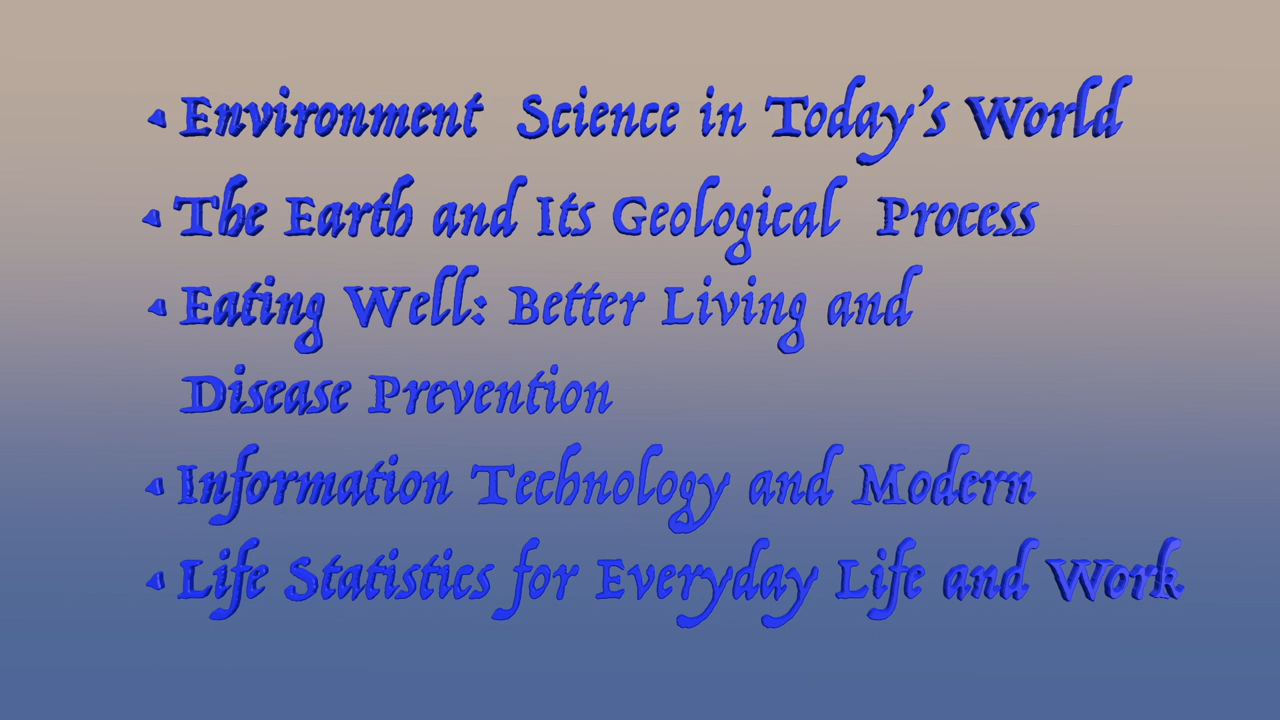 • Environment Science in Today's World
• The Earth and Its Geological Process
• Eating Well: Better Living and
Disease Prevention
• Information Technology and Modern
• Life Statistics for Everyday Life and Work